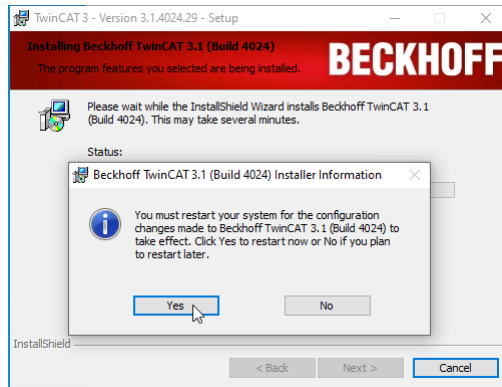 TwinCAT 3 - Version 3.1.4024.29 - Setup
Installing Beckhoff TwinCAT 3.1 (Build 4024)
The program features you selected are being installed.
BECKHOFF
Please wait while the InstallShield Wizard installs Beckhoff TwinCAT 3.1
(Build 4024). This may take several minutes.
Status:
Beckhoff TwinCAT 3.1 (Build 4024) Installer Information
You must restart your system for the configuration
changes made to Beckhoff TwinCAT 3.1 (Build 4024) to
take effect. Click Yes to restart now or No if you plan
to restart later.
Yes No
InstallShield
< Back Next > Cancel